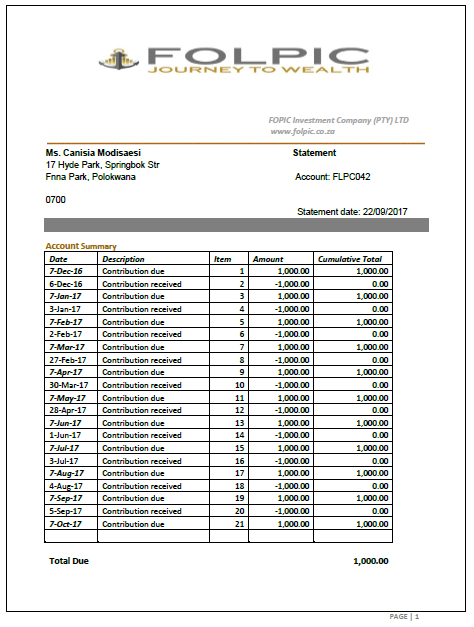 FOLPIC
JOURNEY TO WEALTH
FOPIC Investment Company (PTY) LTD
www.folpic.co.za
Ms. Canisia Modisaesi Statement
17 Hyde Park, Springbok Str
Fnna Park, Polokwana Account: FLPC042
0700
Statement date: 22/09/2017
Account Summary
Date Description Item Amount Cumulative Total
7-Dec-16 Contribution due 1 1,000.00 1,000.00
6-Dec-16 Contribution received 2 -1,000.00 0.00
7-Jan-17 Contribution due 3 1,000.00 1,000.00
3-Jan-17 Contribution received 4 -1,000.00 0.00
7-Feb-17 Contribution due 5 1,000.00 1,000.00
2-Feb-17 Contribution received 6 -1,000.00 0.00
7-Mar-17 Contribution due 7 1,000.00 1,000.00
27-Feb-17 Contribution received 8 -1,000.00 0.00
7-Apr-17 Contribution due 9 1,000.00 1,000.00
30-Mar-17 Contribution received 10 -1,000.00 0.00
7-May-17 Contribution due 11 1,000.00 1,000.00
28-Apr-17 Contribution received 12 -1,000.00 0.00
7-Jun-17 Contribution due 13 1,000.00 1,000.00
1-Jun-17 Contribution received 14 -1,000.00 0.00
7-Jul-17 Contribution due 15 1,000.00 1,000.00
3-Jul-17 Contribution received 16 -1,000.00 0.00
7-Aug-17 Contribution due 17 1,000.00 1,000.00
4-Aug-17 Contribution received 18 -1,000.00 0.00
7-Sep-17 Contribution due 19 1,000.00 1,000.00
5-Sep-17 Contribution received 20 -1,000.00 0.00
7-Oct-17 Contribution due 21 1,000.00 1,000.00
Total Due 1,000.00
PAGE | 1